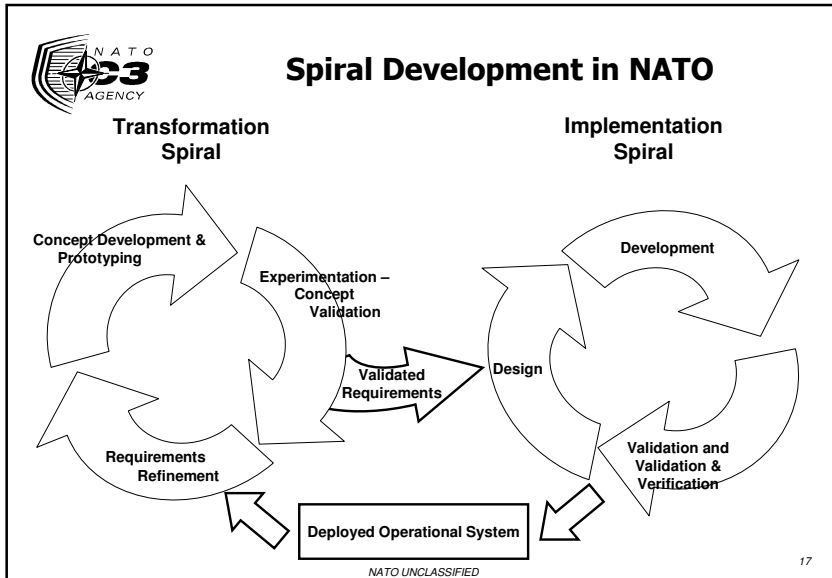 NATO
C3
AGENCY
Spiral Development in NATO
Transformation
Spiral
Implementation
Spiral
Concept Development &
Prototyping
Experimentation –
Concept
Validation
Requirements
Refinement
Validated
Requirements
Development
Design
Validation and
Validation &
Verification
Deployed Operational System
NATO UNCLASSIFIED
17